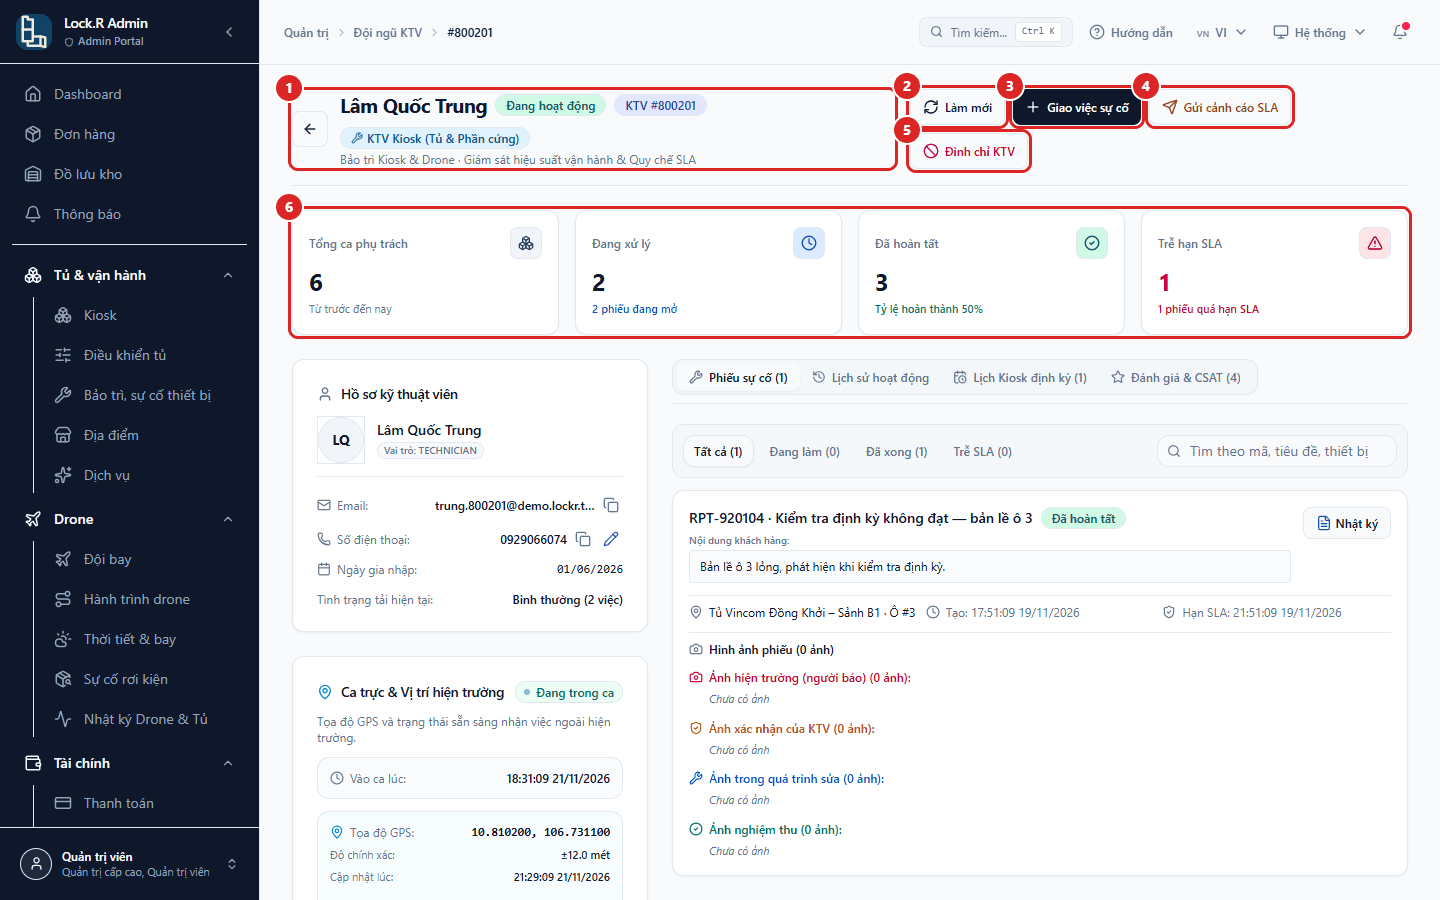 Lock.R Admin
Admin Portal
Dashboard
Đơn hàng
Đồ lưu kho
Thông báo
Tủ & vận hành
Kiosk
Điều khiển tủ
Bảo trì, sự cố thiết bị
Địa điểm
Dịch vụ
Drone
Đội bay
Hành trình drone
Thời tiết & bay
Sự cố rơi kiện
Nhật ký Drone & Tủ
Tài chính
Thanh toán
Quản trị viên
Quản trị cấp cao, Quản trị viên
Quản trị > Đội ngũ KTV > #800201
Tìm kiếm... Ctrl K
Hướng dẫn
VN VI
Hệ thống
1
Lâm Quốc Trung Đang hoạt động KTV #800201
KTV Kiosk (Tủ & Phần cứng)
Bảo trì Kiosk & Drone · Giám sát hiệu suất vận hành & Quy chế SLA
2 Làm mới
3 Giao việc sự cố
4 Gửi cảnh cáo SLA
5 Đình chỉ KTV
6
Tổng ca phụ trách
6
Từ trước đến nay
Đang xử lý
2
2 phiếu đang mở
Đã hoàn tất
3
Tỷ lệ hoàn thành 50%
Trễ hạn SLA
1
1 phiếu quá hạn SLA
Hồ sơ kỹ thuật viên
LQ
Lâm Quốc Trung
Vai trò: TECHNICIAN
Email: trung.800201@demo.lockr.t...
Số điện thoại: 0929066074
Ngày gia nhập: 01/06/2026
Tình trạng tải hiện tại: Bình thường (2 việc)
Ca trực & Vị trí hiện trường Đang trong ca
Tọa độ GPS và trạng thái sẵn sàng nhận việc ngoài hiện
trường.
Vào ca lúc: 18:31:09 21/11/2026
Tọa độ GPS: 10.810200, 106.731100
Độ chính xác: ±12.0 mét
Cập nhật lúc: 21:29:09 21/11/2026
Phiếu sự cố (1) Lịch sử hoạt động Lịch Kiosk định kỳ (1) Đánh giá & CSAT (4)
Tất cả (1) Đang làm (0) Đã xong (1) Trễ SLA (0) Tìm theo mã, tiêu đề, thiết bị
RPT-920104 · Kiểm tra định kỳ không đạt — bản lề ô 3 Đã hoàn tất Nhật ký
Nội dung khách hàng:
Bản lề ô 3 lỏng, phát hiện khi kiểm tra định kỳ.
Tủ Vincom Đồng Khởi – Sảnh B1 · Ô #3 Tạo: 17:51:09 19/11/2026 Hạn SLA: 21:51:09 19/11/2026
Hình ảnh phiếu (0 ảnh)
Ảnh hiện trường (người báo) (0 ảnh):
Chưa có ảnh
Ảnh xác nhận của KTV (0 ảnh):
Chưa có ảnh
Ảnh trong quá trình sửa (0 ảnh):
Chưa có ảnh
Ảnh nghiệm thu (0 ảnh):
Chưa có ảnh